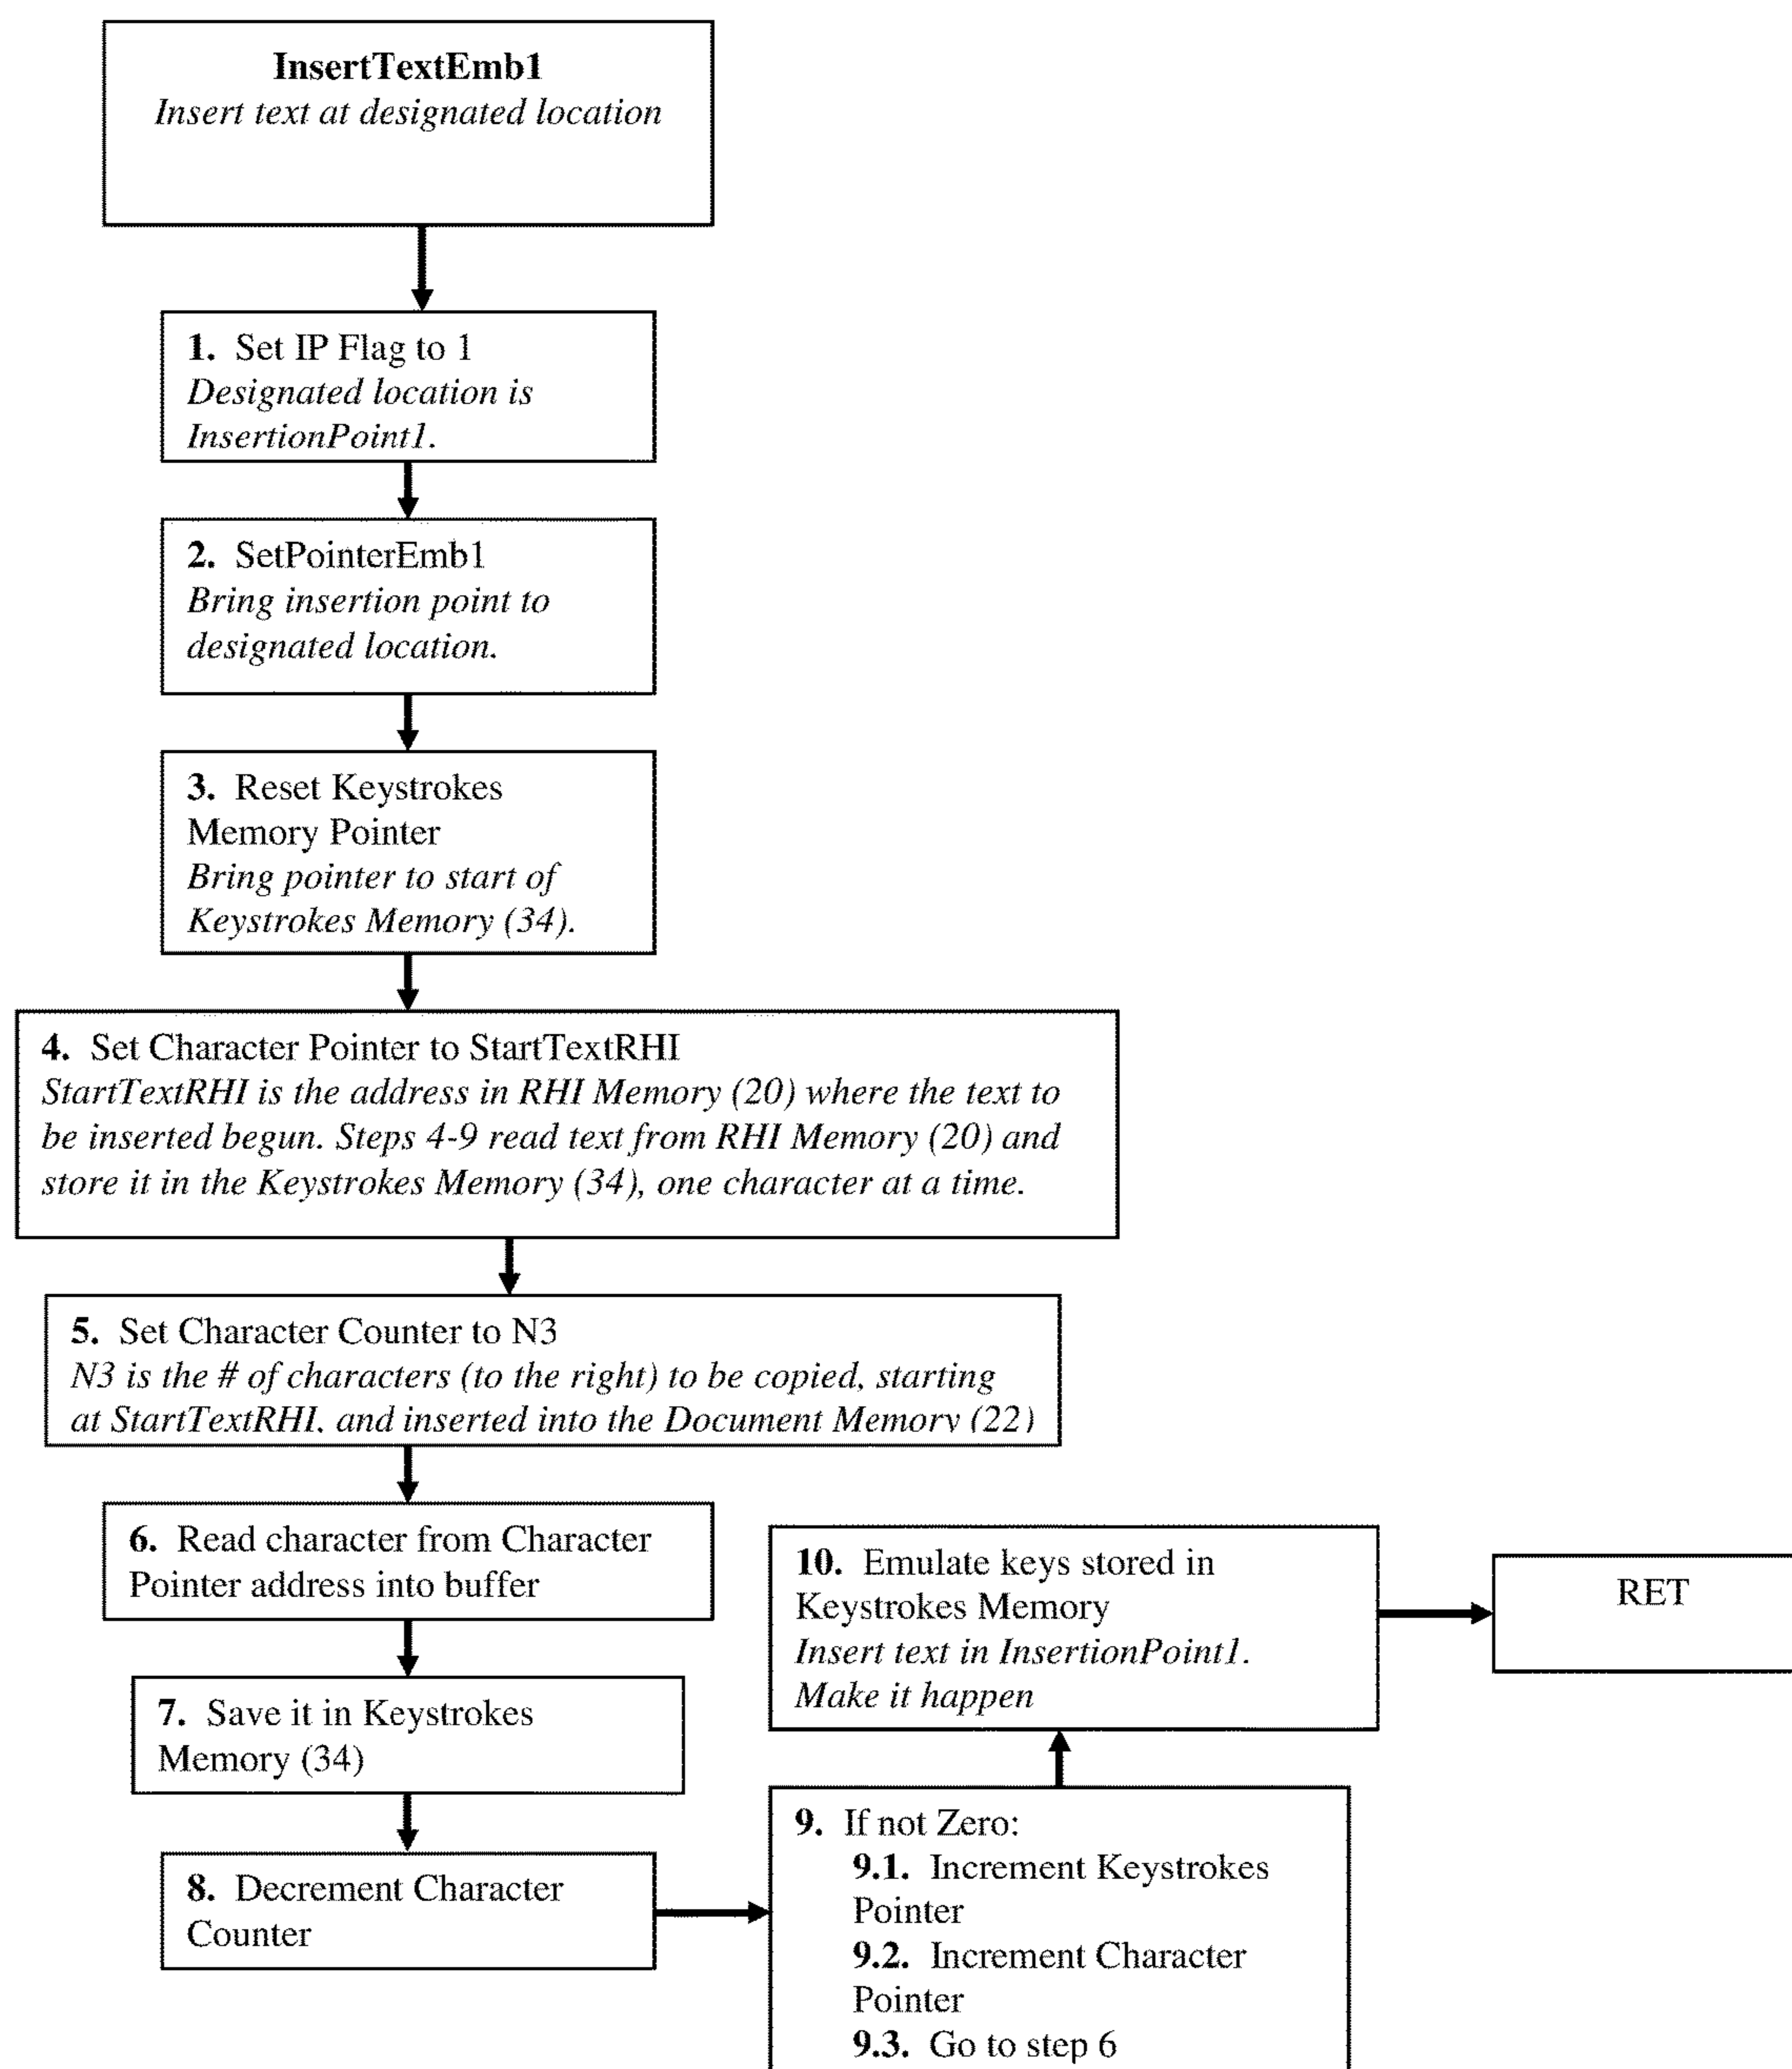 InsertTextEmb1
Insert text at designated location
1. Set IP Flag to 1
Designated location is
InsertionPoint1.
2. SetPointerEmb1
Bring insertion point to
designated location.
3. Reset Keystrokes
Memory Pointer
Bring pointer to start of
Keystrokes Memory (34).
4. Set Character Pointer to StartTextRHI
StartTextRHI is the address in RHI Memory (20) where the text to
be inserted begun. Steps 4-9 read text from RHI Memory (20) and
store it in the Keystrokes Memory (34), one character at a time.
5. Set Character Counter to N3
N3 is the # of characters (to the right) to be copied, starting
at StartTextRHI, and inserted into the Document Memory (22)
6. Read character from Character
Pointer address into buffer
7. Save it in Keystrokes
Memory (34)
8. Decrement Character
Counter
9. If not Zero:
9.1. Increment Keystrokes
Pointer
9.2. Increment Character
Pointer
9.3. Go to step 6
10. Emulate keys stored in
Keystrokes Memory
Insert text in InsertionPoint1.
Make it happen
RET